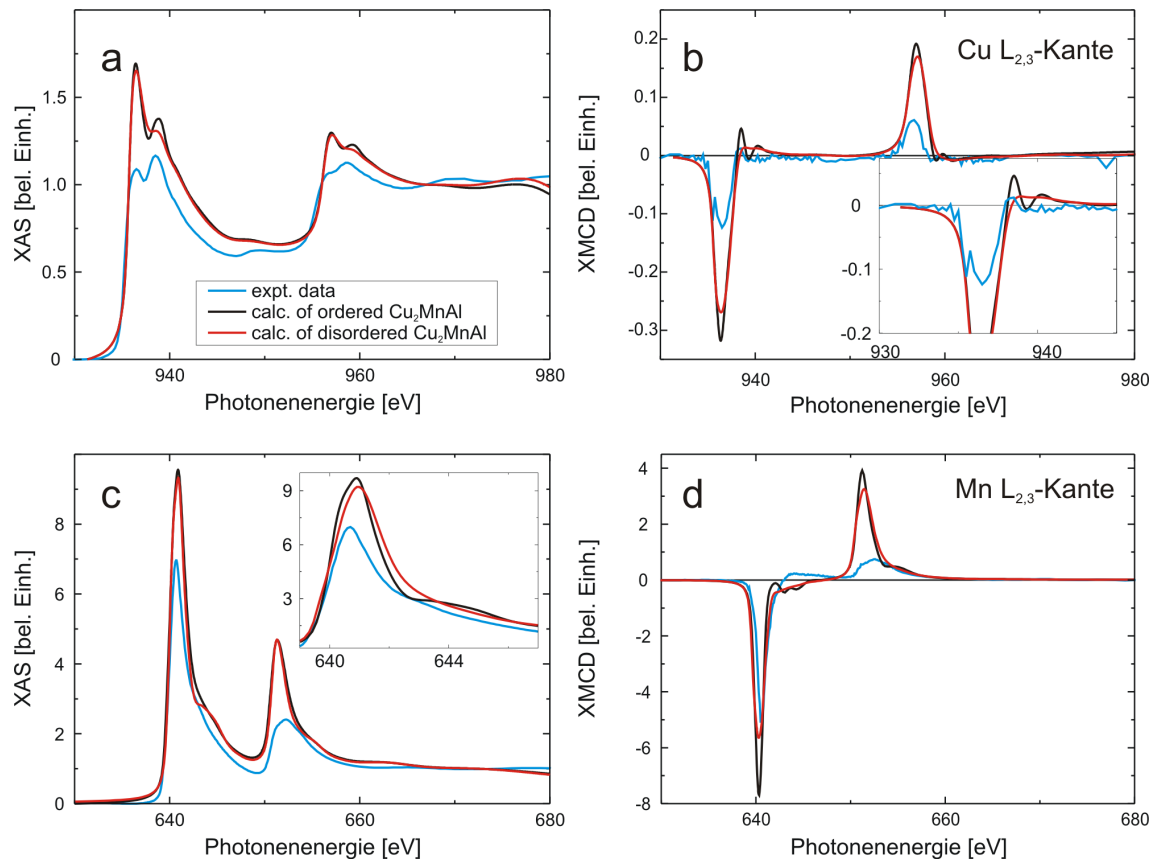 a
XAS [bel. Einh.]
1.5
1.0
0.5
0
940
960
980
Photonenenergie [eV]
expt. data
calc. of ordered Cu₂MnAl
calc. of disordered Cu₂MnAl
b
Cu L₂,₃-Kante
XMCD [bel. Einh.]
0.2
0.1
0
-0.1
-0.2
-0.3
940
960
980
Photonenenergie [eV]
0
-0.1
-0.2
930
940
c
XAS [bel. Einh.]
8
6
4
2
0
640
660
680
Photonenenergie [eV]
9
6
3
640
644
d
Mn L₂,₃-Kante
XMCD [bel. Einh.]
4
2
0
-2
-4
-6
-8
640
660
680
Photonenenergie [eV]